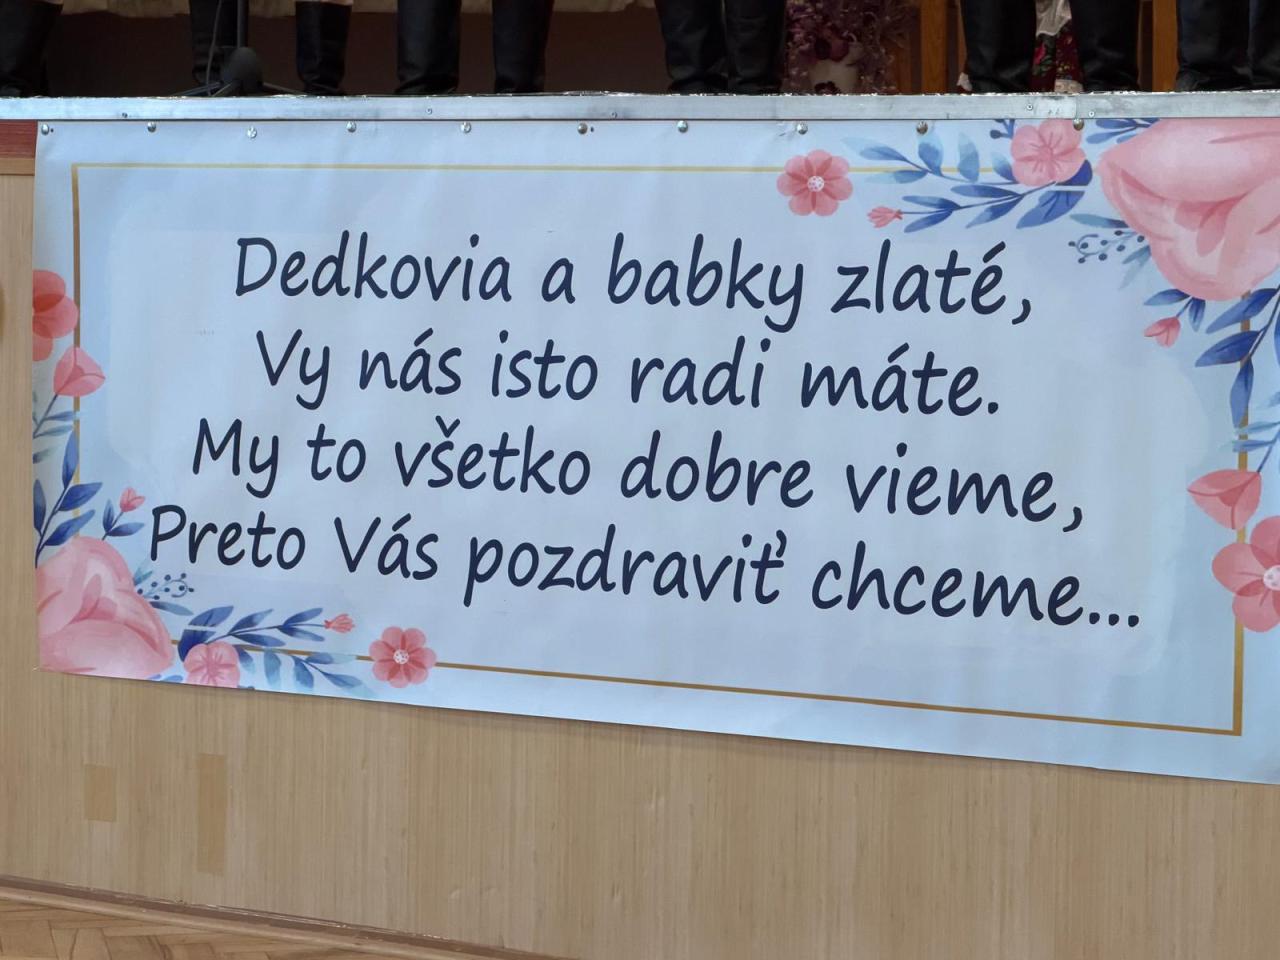 Dedkovia a babky zlaté,
Vy nás isto radi máte.
My to všetko dobre vieme,
Preto Vás pozdraviť chceme...